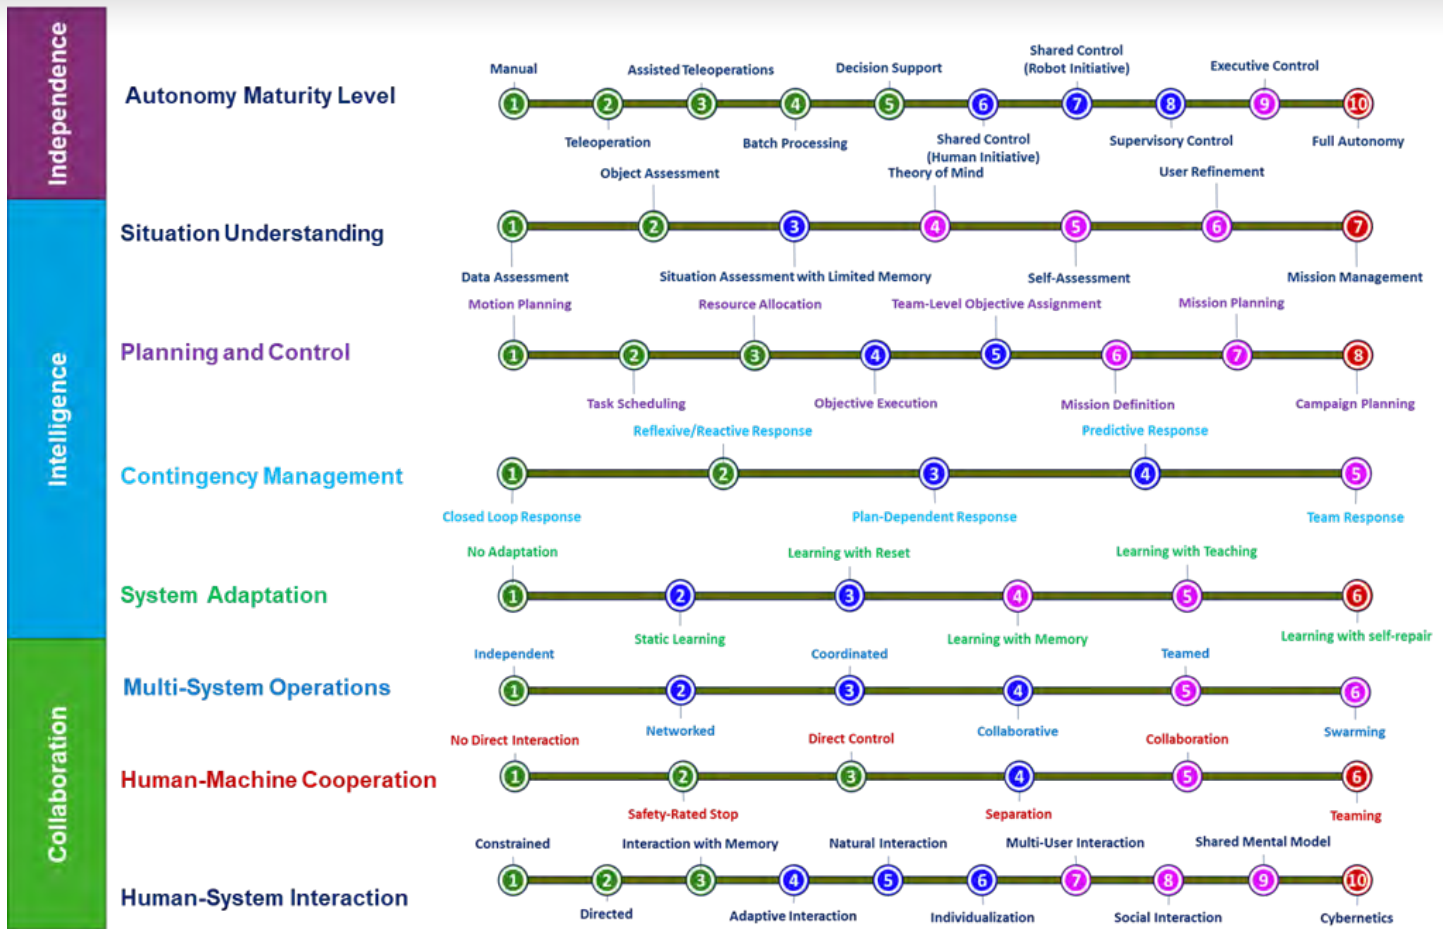 Independence
Autonomy Maturity Level
Manual
Assisted Teleoperations
Decision Support
Shared Control
(Robot Initiative)
Executive Control
1 2 3 4 5 6 7 8 9 10
Teleoperation
Batch Processing
Shared Control
(Human Initiative)
Supervisory Control
Full Autonomy
Intelligence
Situation Understanding
Object Assessment
Theory of Mind
User Refinement
1 2 3 4 5 6 7
Data Assessment
Situation Assessment with Limited Memory
Self-Assessment
Mission Management
Planning and Control
Motion Planning
Resource Allocation
Team-Level Objective Assignment
Mission Planning
1 2 3 4 5 6 7 8
Task Scheduling
Objective Execution
Mission Definition
Campaign Planning
Contingency Management
Reflexive/Reactive Response
Predictive Response
1 2 3 4 5
Closed Loop Response
Plan-Dependent Response
Team Response
System Adaptation
No Adaptation
Learning with Reset
Learning with Teaching
1 2 3 4 5 6
Static Learning
Learning with Memory
Learning with self-repair
Collaboration
Multi-System Operations
Independent
Coordinated
Teamed
1 2 3 4 5 6
Networked
Collaborative
Swarming
Human-Machine Cooperation
No Direct Interaction
Direct Control
Collaboration
1 2 3 4 5 6
Safety-Rated Stop
Separation
Teaming
Human-System Interaction
Constrained
Interaction with Memory
Natural Interaction
Multi-User Interaction
Shared Mental Model
1 2 3 4 5 6 7 8 9 10
Directed
Adaptive Interaction
Individualization
Social Interaction
Cybernetics